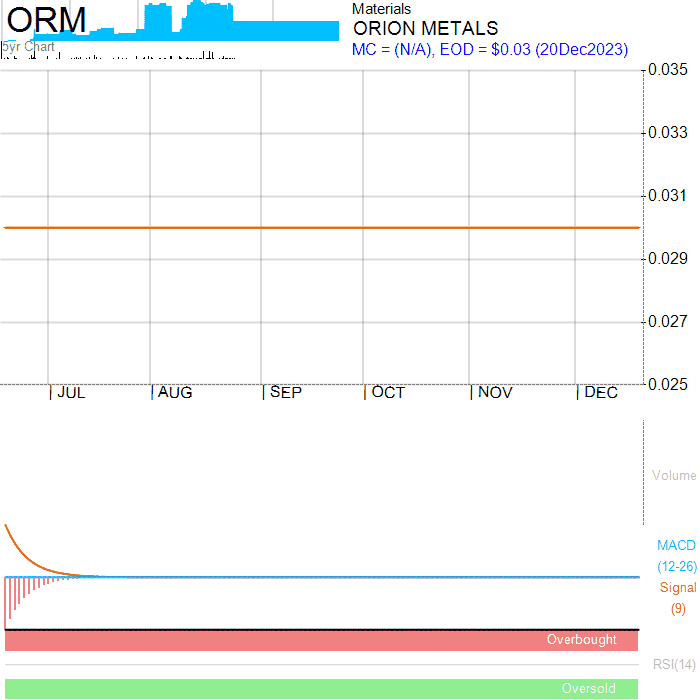 ORM
5yr Chart
Materials
ORION METALS
MC = (N/A), EOD = $0.03 (20Dec2023)
0.035
0.033
0.031
0.029
0.027
0.025
JUL AUG SEP OCT NOV DEC
Volume
MACD
(12-26)
Signal
(9)
Overbought
RSI(14)
Oversold